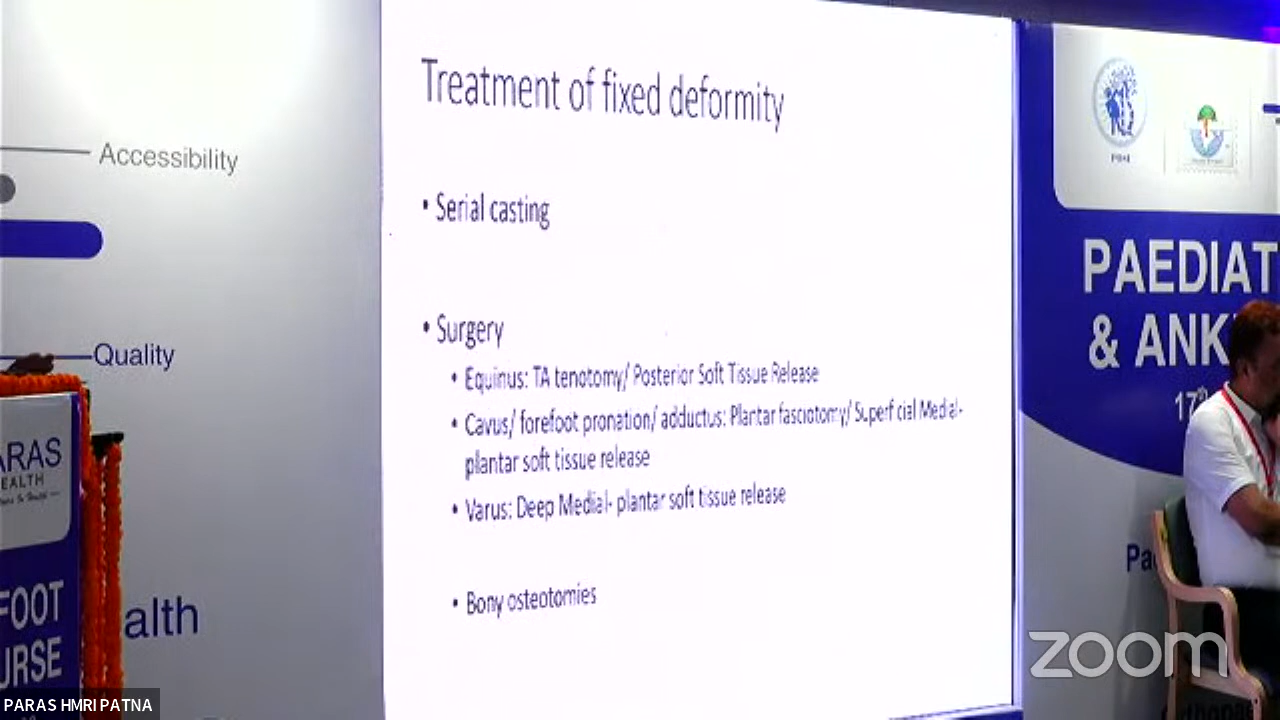 Accessibility
Quality
ARAS
EALTH
FOOT
URSE
alth
PARAS HMRI PATNA
Treatment of fixed deformity
• Serial casting
• Surgery
• Equinus: TA tenotomy/ Posterior Soft Tissue Release
• Cavus/ forefoot pronation/ adductus: Plantar fasciotomy/ Superficial Medial-
plantar soft tissue release
• Varus: Deep Medial- plantar soft tissue release
• Bony osteotomies
PAEDIAT
& ANK
17th
Pa
zoom